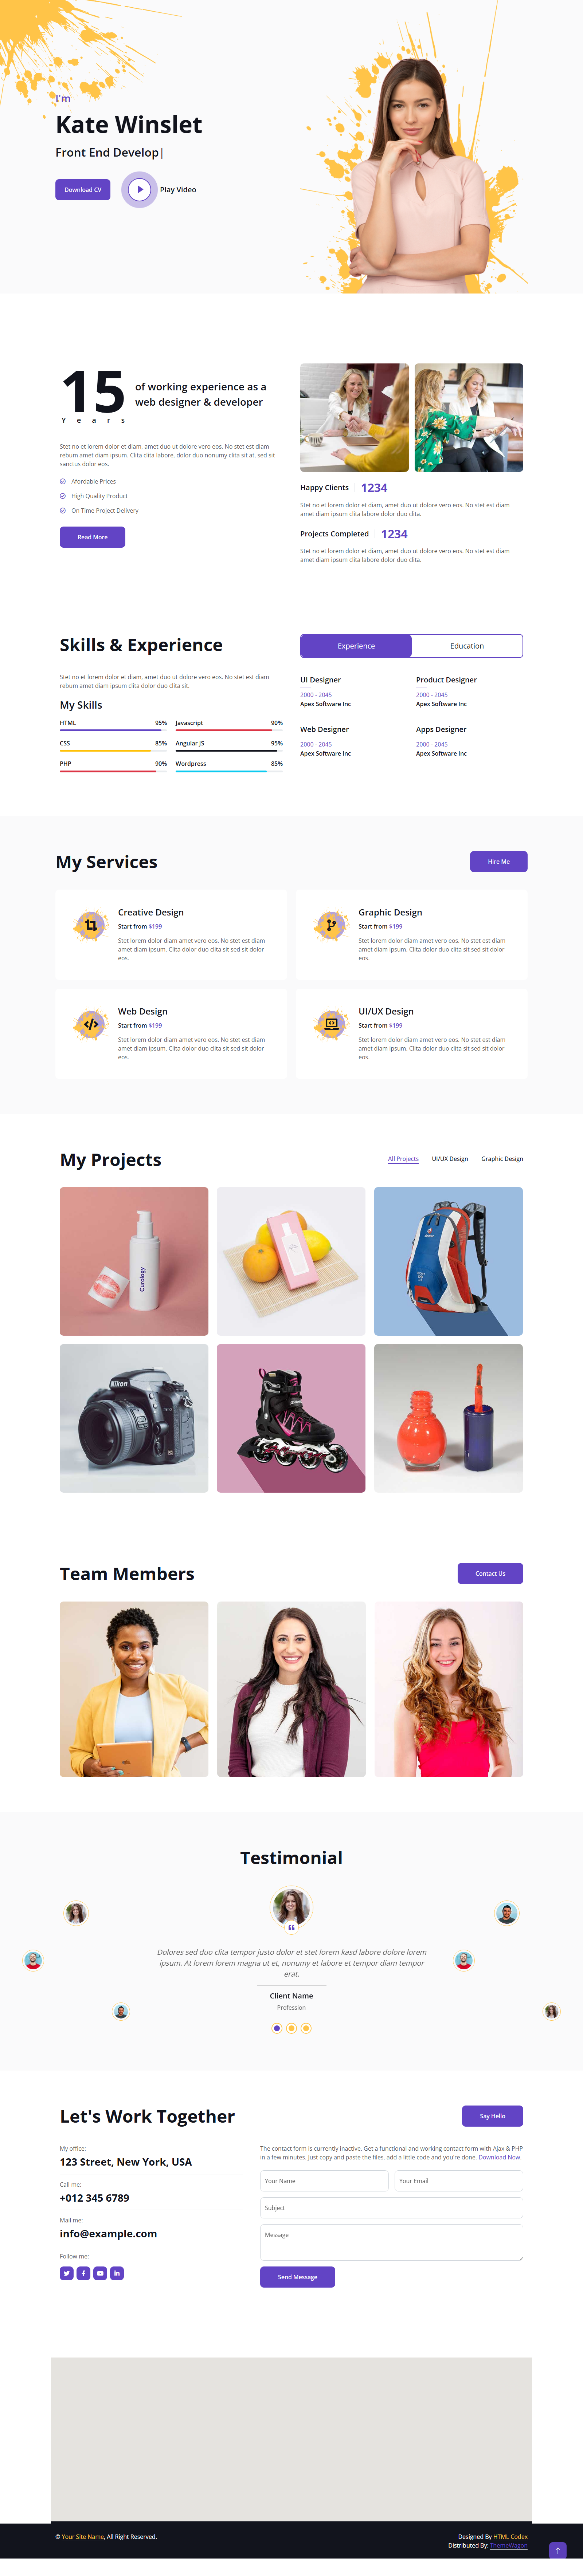 I'm
Kate Winslet
Front End Develop|
Download CV
Play Video
15
Years
of working experience as a
web designer & developer
Stet no et lorem dolor et diam, amet duo ut dolore vero eos. No stet est diam
rebum amet diam ipsum. Clita clita labore, dolor duo nonumy clita sit at, sed sit
sanctus dolor eos.
Afordable Prices
High Quality Product
On Time Project Delivery
Read More
Happy Clients
1234
Stet no et lorem dolor et diam, amet duo ut dolore vero eos. No stet est diam
amet diam ipsum clita labore dolor duo clita.
Projects Completed
1234
Stet no et lorem dolor et diam, amet duo ut dolore vero eos. No stet est diam
amet diam ipsum clita labore dolor duo clita.
Skills & Experience
Stet no et lorem dolor et diam, amet duo ut dolore vero eos. No stet est diam
rebum amet diam ipsum clita dolor duo clita sit.
My Skills
HTML 95%
CSS 85%
PHP 90%
Javascript 90%
Angular JS 95%
Wordpress 85%
Experience
Education
UI Designer
2000 - 2045
Apex Software Inc
Product Designer
2000 - 2045
Apex Software Inc
Web Designer
2000 - 2045
Apex Software Inc
Apps Designer
2000 - 2045
Apex Software Inc
My Services
Hire Me
Creative Design
Start from $199
Stet lorem dolor diam amet vero eos. No stet est diam
amet diam ipsum. Clita dolor duo clita sit sed sit dolor
eos.
Graphic Design
Start from $199
Stet lorem dolor diam amet vero eos. No stet est diam
amet diam ipsum. Clita dolor duo clita sit sed sit dolor
eos.
Web Design
Start from $199
Stet lorem dolor diam amet vero eos. No stet est diam
amet diam ipsum. Clita dolor duo clita sit sed sit dolor
eos.
UI/UX Design
Start from $199
Stet lorem dolor diam amet vero eos. No stet est diam
amet diam ipsum. Clita dolor duo clita sit sed sit dolor
eos.
My Projects
All Projects
UI/UX Design
Graphic Design
Curology
Nikon
Team Members
Contact Us
Testimonial
Dolores sed duo clita tempor justo dolor et stet lorem kasd labore dolore lorem
ipsum. At lorem lorem magna ut et, nonumy et labore et tempor diam tempor
erat.
Client Name
Profession
Let's Work Together
Say Hello
My office:
123 Street, New York, USA
Call me:
+012 345 6789
Mail me:
info@example.com
Follow me:
The contact form is currently inactive. Get a functional and working contact form with Ajax & PHP
in a few minutes. Just copy and paste the files, add a little code and you're done. Download Now.
Your Name
Your Email
Subject
Message
Send Message
© Your Site Name, All Right Reserved.
Designed By HTML Codex
Distributed By: ThemeWagon